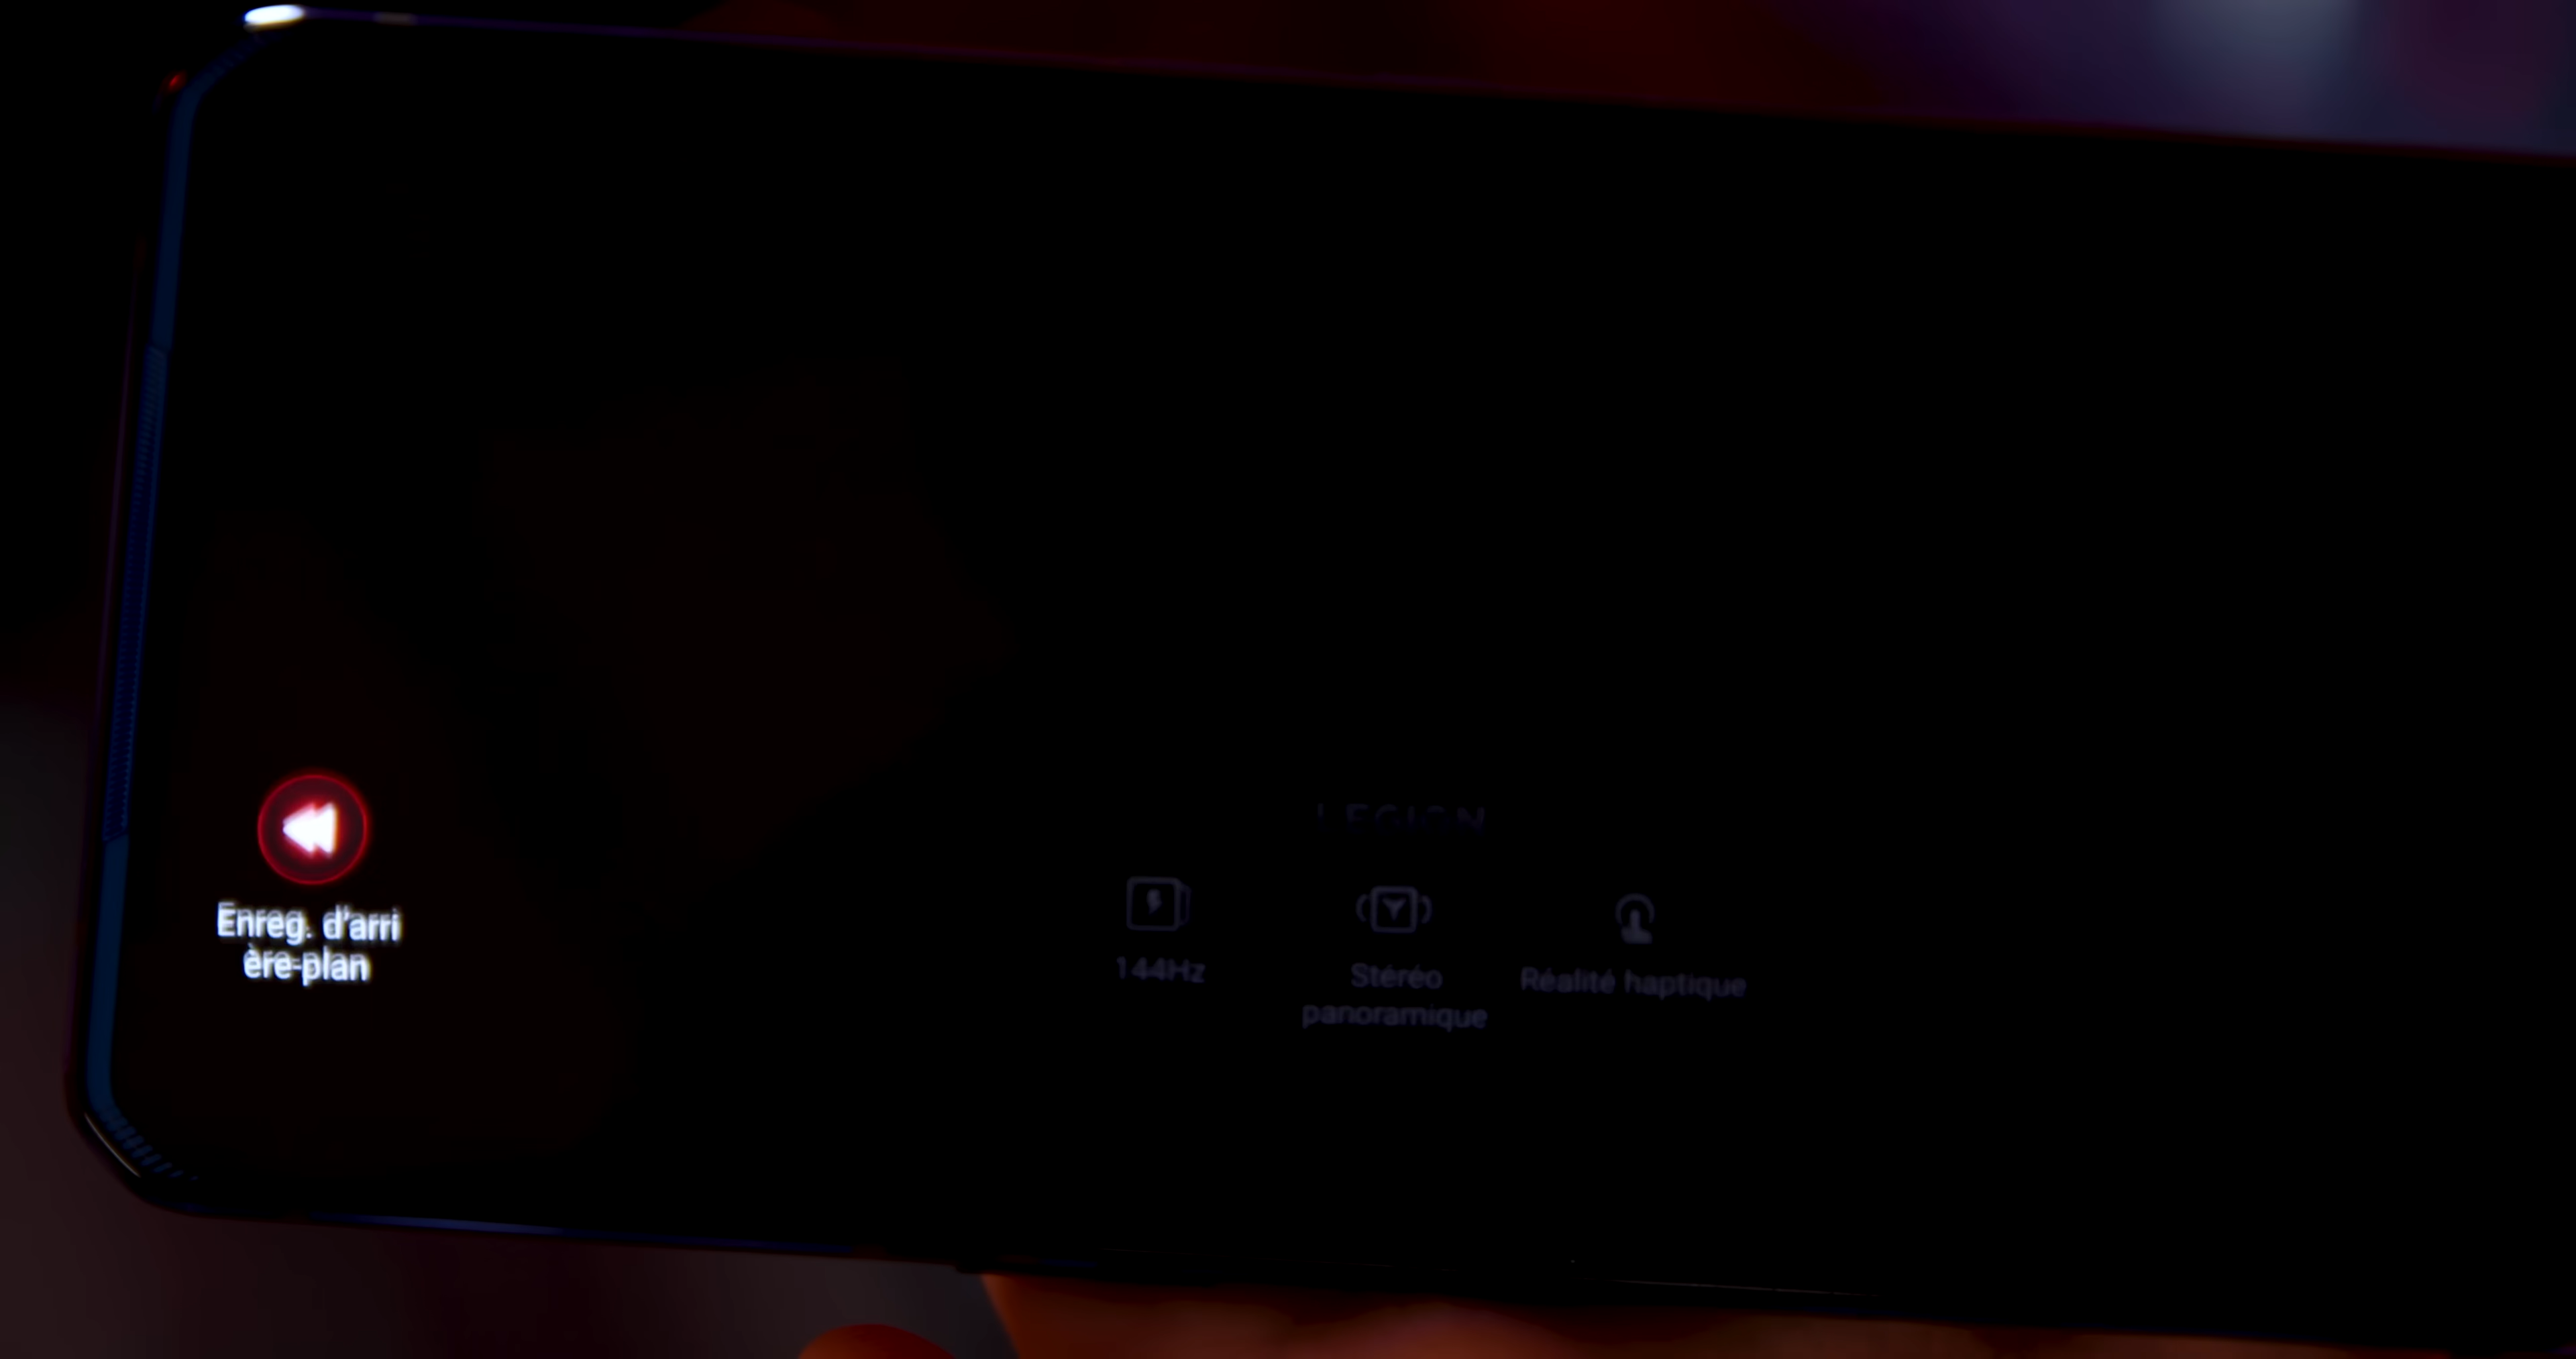 LEGION
Enreg. d'arri
ère-plan
144Hz
Stéréo
panoramique
Réalité haptique